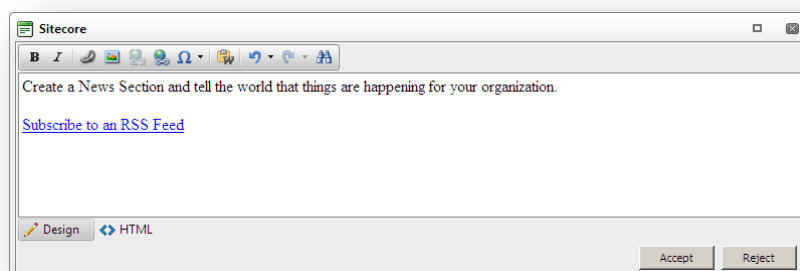 Sitecore
B I Ω
Create a News Section and tell the world that things are happening for your organization.
Subscribe to an RSS Feed
Design HTML
Accept Reject